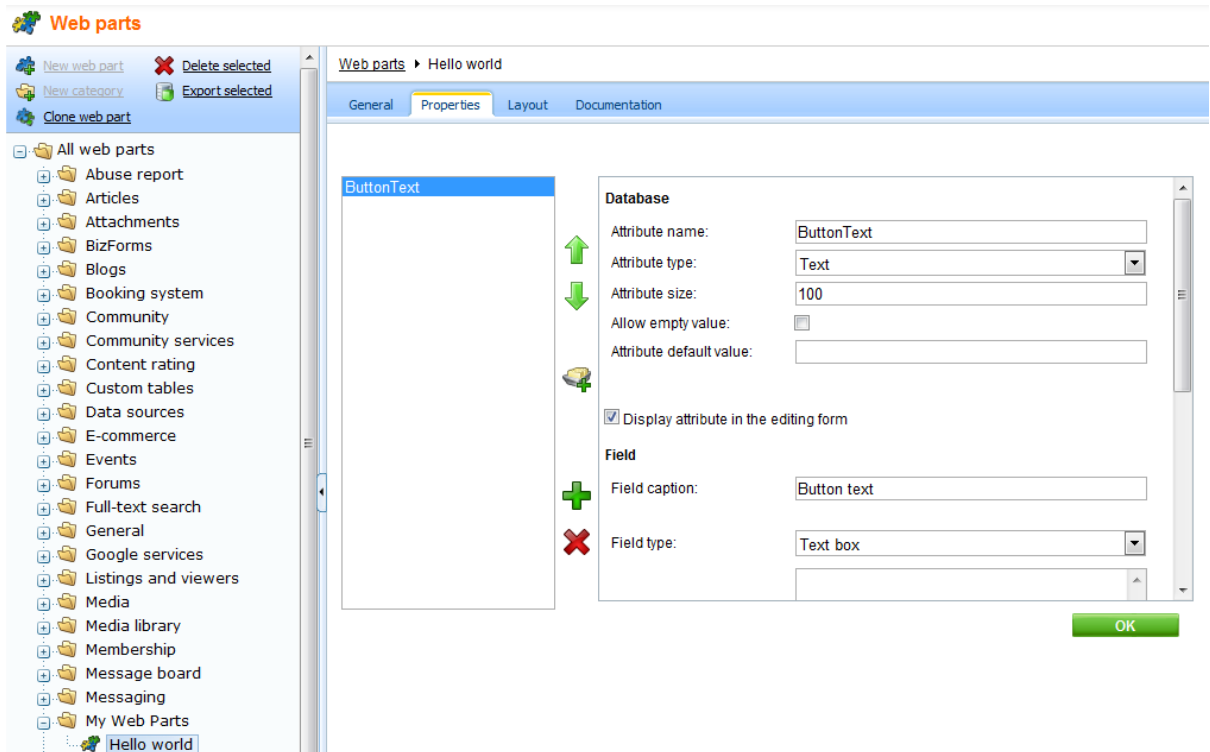 Web parts
New web part Delete selected
New category Export selected
Clone web part
All web parts
Abuse report
Articles
Attachments
BizForms
Blogs
Booking system
Community
Community services
Content rating
Custom tables
Data sources
E-commerce
Events
Forums
Full-text search
General
Google services
Listings and viewers
Media
Media library
Membership
Message board
Messaging
My Web Parts
Hello world
Web parts Hello world
General Properties Layout Documentation
ButtonText
Database
Attribute name: ButtonText
Attribute type: Text
Attribute size: 100
Allow empty value:
Attribute default value:
Display attribute in the editing form
Field
Field caption: Button text
Field type: Text box
OK